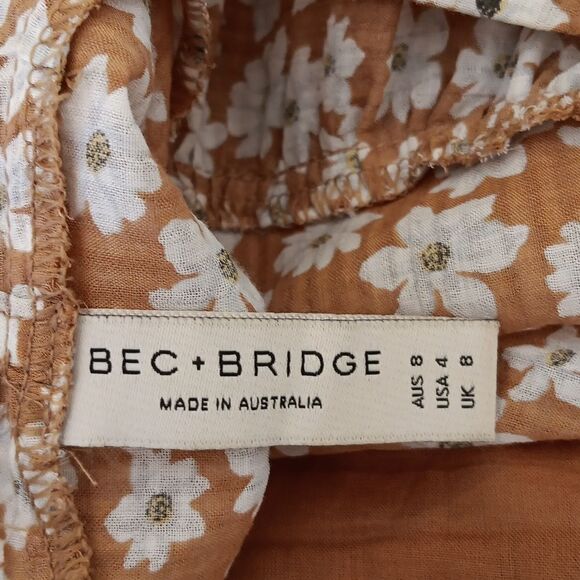 BEC + BRIDGE
MADE IN AUSTRALIA
AUS 8
USA 4
UK 8